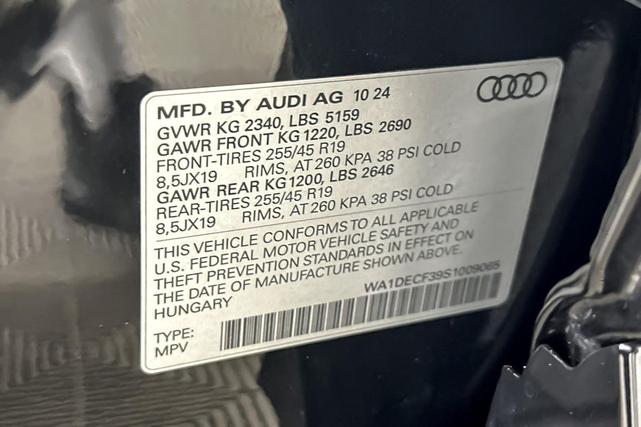 MFD. BY AUDI AG 10 24
GVWR KG 2340, LBS 5159
GAWR FRONT KG 1220, LBS 2690
FRONT-TIRES 255/45 R19
8,5JX19 RIMS, AT 260 KPA 38 PSI COLD
GAWR REAR KG 1200, LBS 2646
REAR-TIRES 255/45 R19
8,5JX19 RIMS, AT 260 KPA 38 PSI COLD
THIS VEHICLE CONFORMS TO ALL APPLICABLE
U.S. FEDERAL MOTOR VEHICLE SAFETY AND
THEFT PREVENTION STANDARDS IN EFFECT ON
THE DATE OF MANUFACTURE SHOWN ABOVE.
HUNGARY WA1DECF39S1009065
TYPE:
MPV